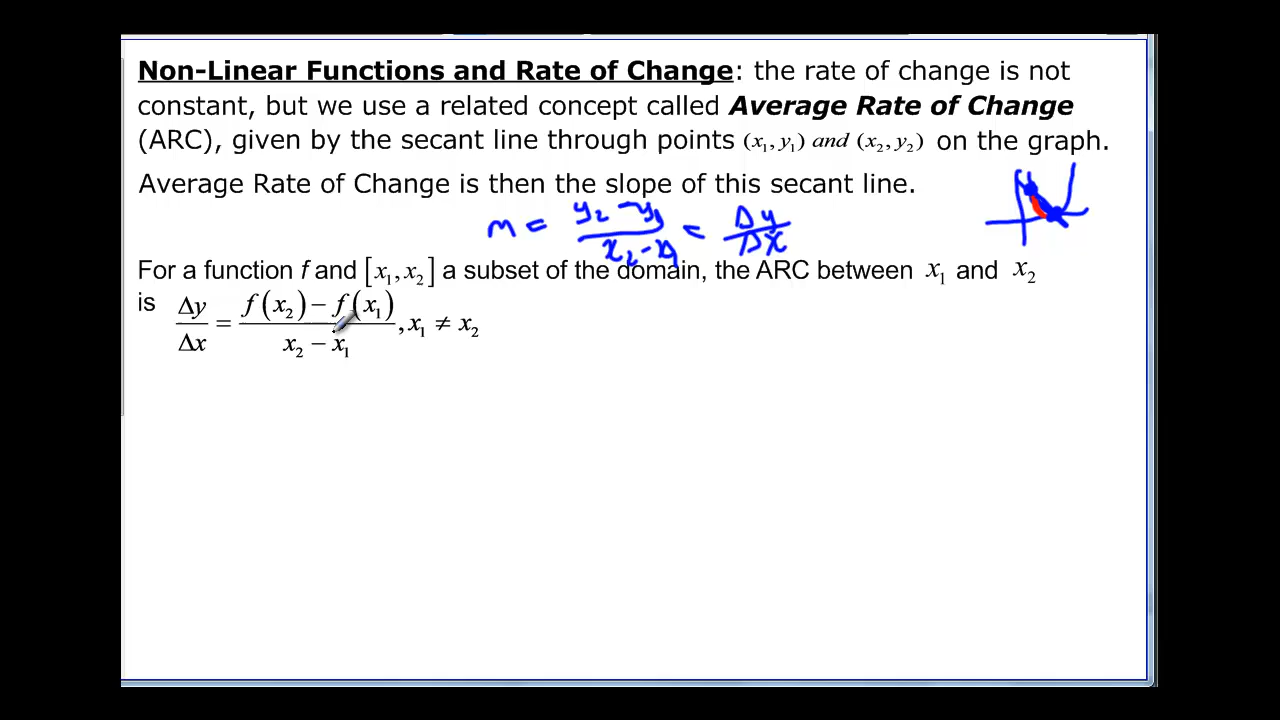 Non-Linear Functions and Rate of Change: the rate of change is not
constant, but we use a related concept called Average Rate of Change
(ARC), given by the secant line through points (x₁, y₁) and (x₂, y₂) on the graph.
Average Rate of Change is then the slope of this secant line.
m = (y₂ - y₁)/(x₂ - x₁) = Δy/Δx
For a function f and [x₁, x₂] a subset of the domain, the ARC between x₁ and x₂
is Δy/Δx = (f(x₂) − f(x₁))/(x₂ − x₁), x₁ ≠ x₂